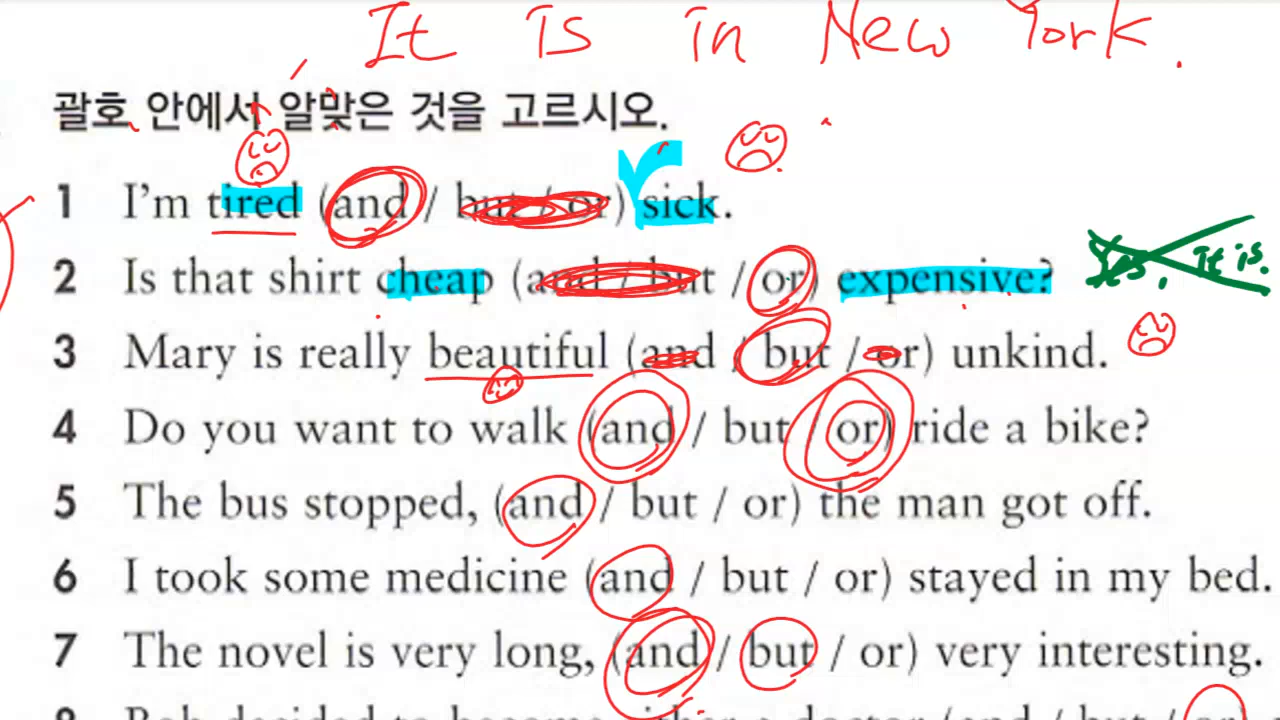 It Is in New York.
괄호 안에서 알맞은 것을 고르시오.
1 I'm tired (and / but / or) sick.
2 Is that shirt cheap (and / but / or) expensive? Yes, it is.
3 Mary is really beautiful (and / but / or) unkind.
4 Do you want to walk (and / but / or) ride a bike?
5 The bus stopped, (and / but / or) the man got off.
6 I took some medicine (and / but / or) stayed in my bed.
7 The novel is very long, (and / but / or) very interesting.